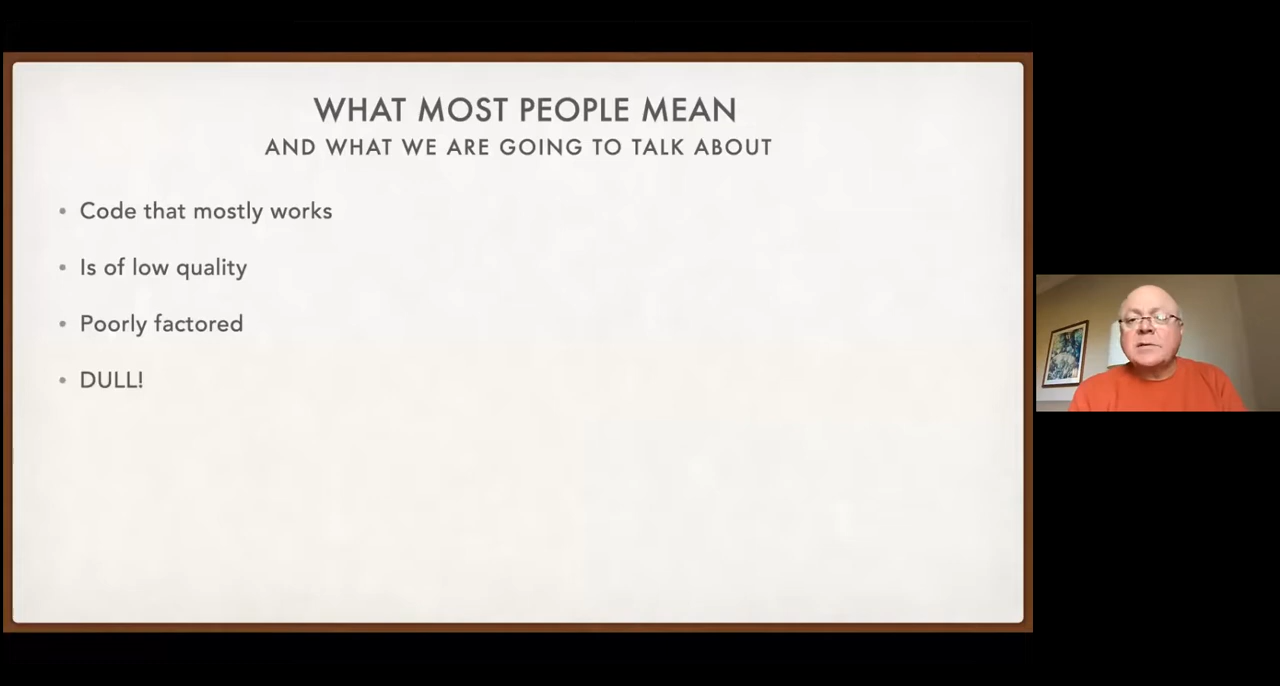 WHAT MOST PEOPLE MEAN
AND WHAT WE ARE GOING TO TALK ABOUT
• Code that mostly works
• Is of low quality
• Poorly factored
• DULL!